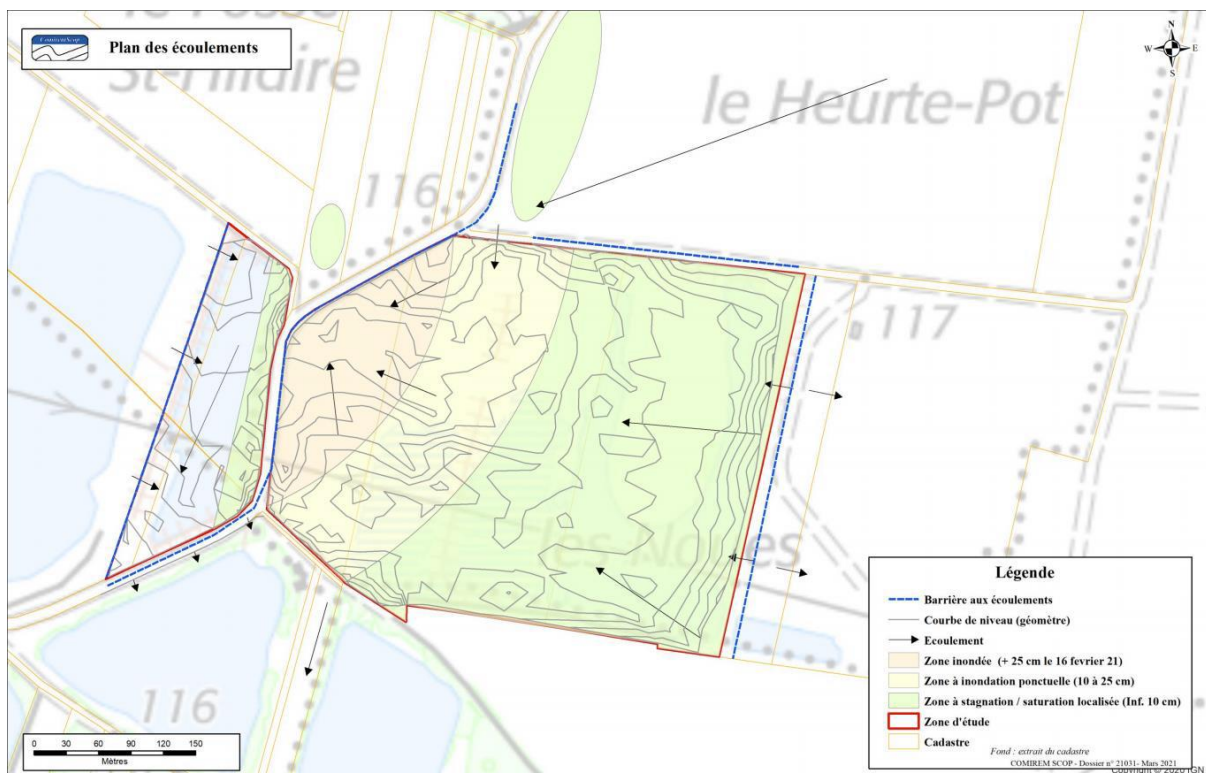 le Fossé
St-Hilaire
ComiremScop
Plan des écoulements
N
W E
S
le Heurte-Pot
116
117
les Noues
116
0 30 60 90 120 150
Mètres
Légende
Barrière aux écoulements
Courbe de niveau (géomètre)
Ecoulement
Zone inondée (+ 25 cm le 16 fevrier 21)
Zone à inondation ponctuelle (10 à 25 cm)
Zone à stagnation / saturation localisée (Inf. 10 cm)
Zone d'étude
Cadastre
Fond : extrait du cadastre
COMIREM SCOP - Dossier n° 21031- Mars 2021
Copyright © 2020 IGN